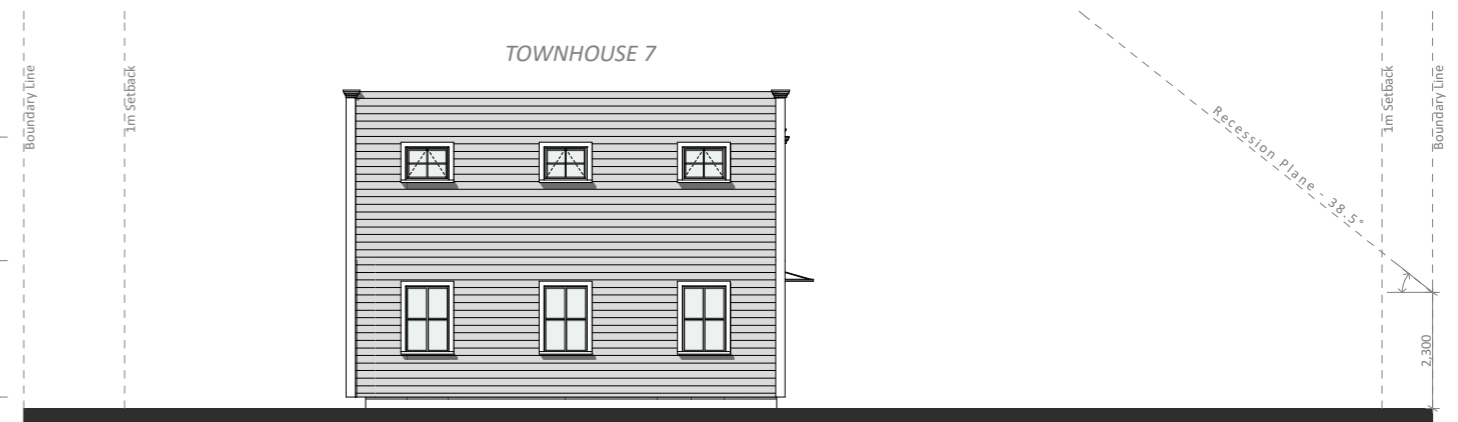 TOWNHOUSE 7
Boundary Line
1m Setback
Recession Plane - 38.5°
1m Setback
Boundary Line
2,300